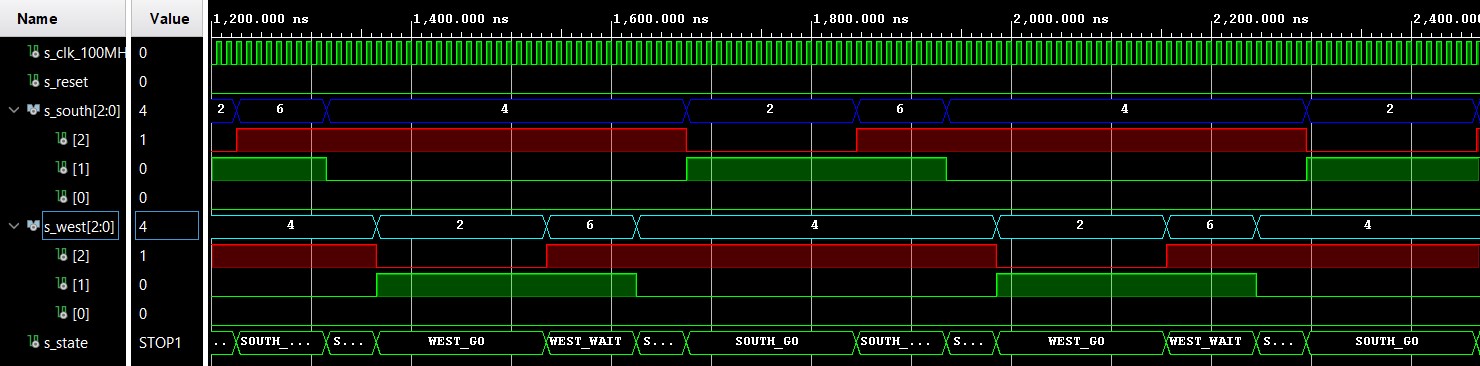 Name Value 1,200.000 ns 1,400.000 ns 1,600.000 ns 1,800.000 ns 2,000.000 ns 2,200.000 ns 2,400.000
s_clk_100MH 0
s_reset 0
s_south[2:0] 4 2 6 4 2 6 4 2
[2] 1
[1] 0
[0] 0
s_west[2:0] 4 4 2 6 4 2 6 4
[2] 1
[1] 0
[0] 0
s_state STOP1 .. SOUTH_... S... WEST_GO WEST_WAIT S... SOUTH_GO SOUTH_... S... WEST_GO WEST_WAIT S... SOUTH_GO